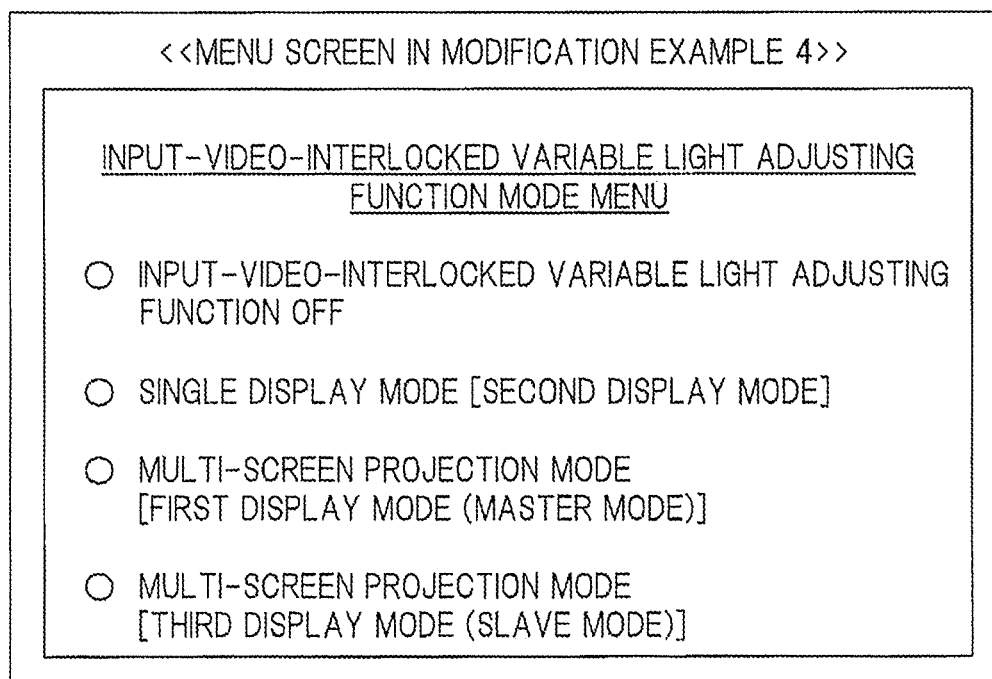 <<MENU SCREEN IN MODIFICATION EXAMPLE 4>>
INPUT-VIDEO-INTERLOCKED VARIABLE LIGHT ADJUSTING
FUNCTION MODE MENU
○ INPUT-VIDEO-INTERLOCKED VARIABLE LIGHT ADJUSTING
FUNCTION OFF
○ SINGLE DISPLAY MODE [SECOND DISPLAY MODE]
○ MULTI-SCREEN PROJECTION MODE
[FIRST DISPLAY MODE (MASTER MODE)]
○ MULTI-SCREEN PROJECTION MODE
[THIRD DISPLAY MODE (SLAVE MODE)]